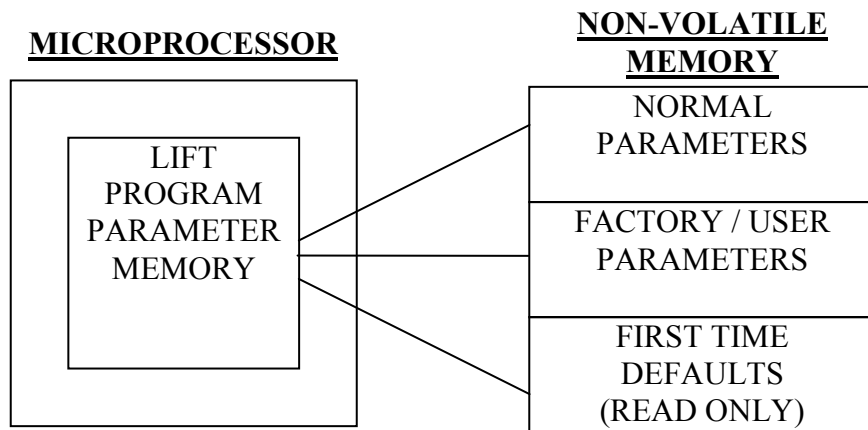 MICROPROCESSOR
LIFT
PROGRAM
PARAMETER
MEMORY
NON-VOLATILE
MEMORY
NORMAL
PARAMETERS
FACTORY / USER
PARAMETERS
FIRST TIME
DEFAULTS
(READ ONLY)